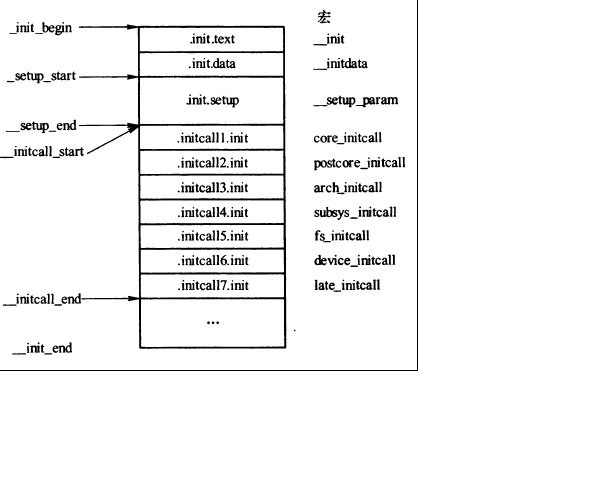 宏
_init_begin
.init.text __init
.init.data __initdata
_setup_start
.init.setup __setup_param
__setup_end
__initcall_start
.initcall1.init core_initcall
.initcall2.init postcore_initcall
.initcall3.init arch_initcall
.initcall4.init subsys_initcall
.initcall5.init fs_initcall
.initcall6.init device_initcall
.initcall7.init late_initcall
__initcall_end
...
__init_end